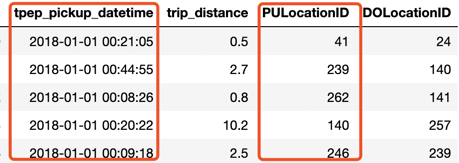 tpep_pickup_datetime trip_distance PULocationID DOLocationID
2018-01-01 00:21:05 0.5 41 24
2018-01-01 00:44:55 2.7 239 140
2018-01-01 00:08:26 0.8 262 141
2018-01-01 00:20:22 10.2 140 257
2018-01-01 00:09:18 2.5 246 239